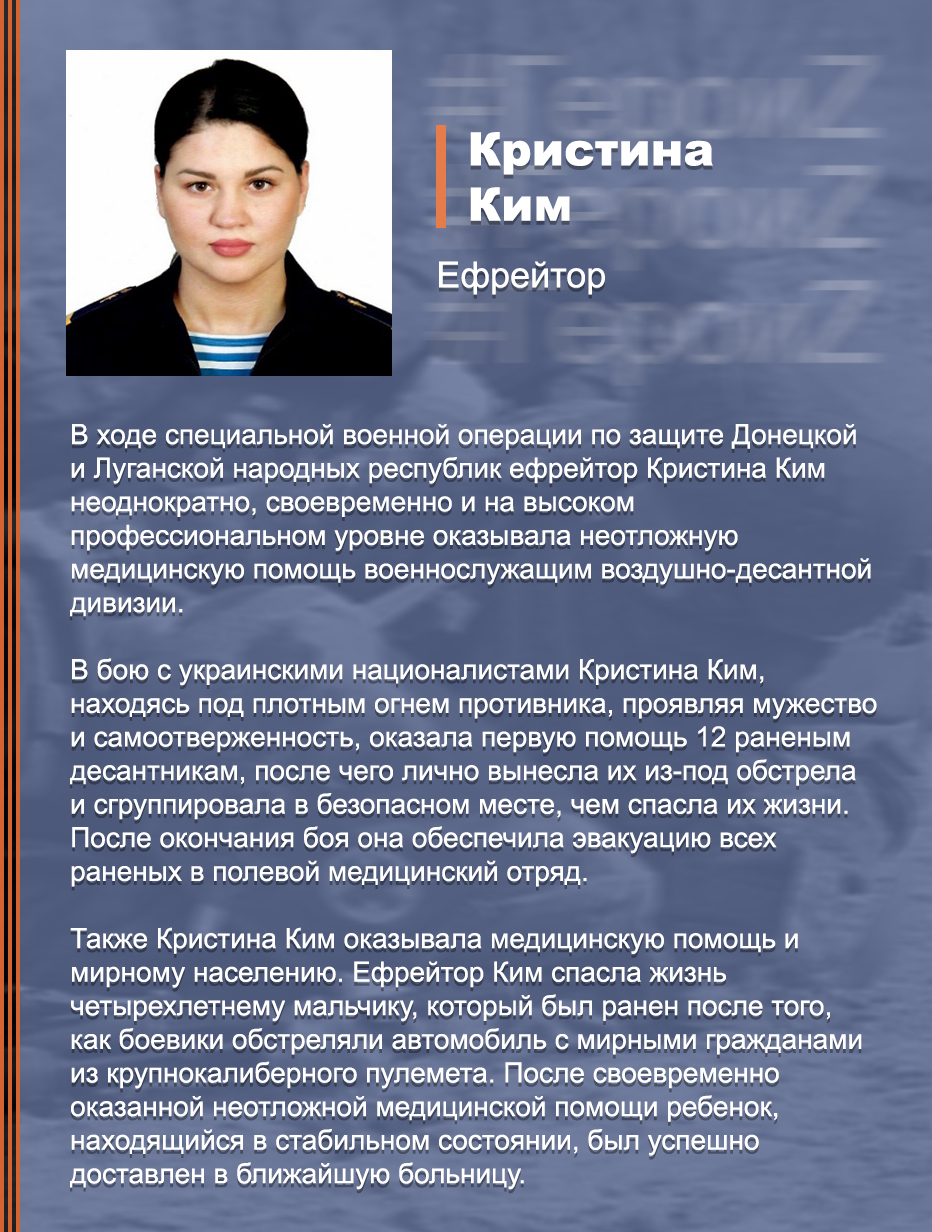 #ГероиZ
#ГероиZ
#ГероиZ
Кристина
Ким
Ефрейтор
В ходе специальной военной операции по защите Донецкой
и Луганской народных республик ефрейтор Кристина Ким
неоднократно, своевременно и на высоком
профессиональном уровне оказывала неотложную
медицинскую помощь военнослужащим воздушно-десантной
дивизии.
В бою с украинскими националистами Кристина Ким,
находясь под плотным огнем противника, проявляя мужество
и самоотверженность, оказала первую помощь 12 раненым
десантникам, после чего лично вынесла их из-под обстрела
и сгруппировала в безопасном месте, чем спасла их жизни.
После окончания боя она обеспечила эвакуацию всех
раненых в полевой медицинский отряд.
Также Кристина Ким оказывала медицинскую помощь и
мирному населению. Ефрейтор Ким спасла жизнь
четырехлетнему мальчику, который был ранен после того,
как боевики обстреляли автомобиль с мирными гражданами
из крупнокалиберного пулемета. После своевременно
оказанной неотложной медицинской помощи ребенок,
находящийся в стабильном состоянии, был успешно
доставлен в ближайшую больницу.